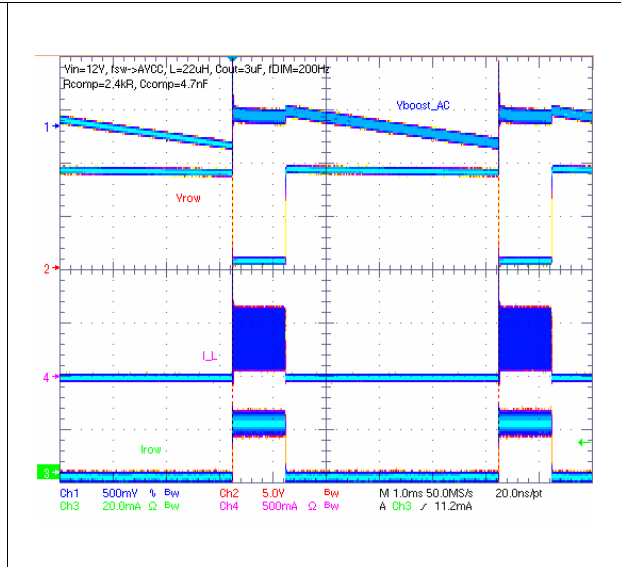 Vin=12V, fsw->AVCC, L=22uH, Cout=3uF, fDIM=200Hz
Rcomp=2,4kR, Ccomp=4.7nF
Vboost_AC
1
Vrow
2
I_L
4
Irow
3
Ch1 500mV ∿ Bw Ch2 5.0V Bw M 1.0ms 50.0MS/s 20.0ns/pt
Ch3 20.0mA Ω Bw Ch4 500mA Ω Bw A Ch3 ∕ 11.2mA